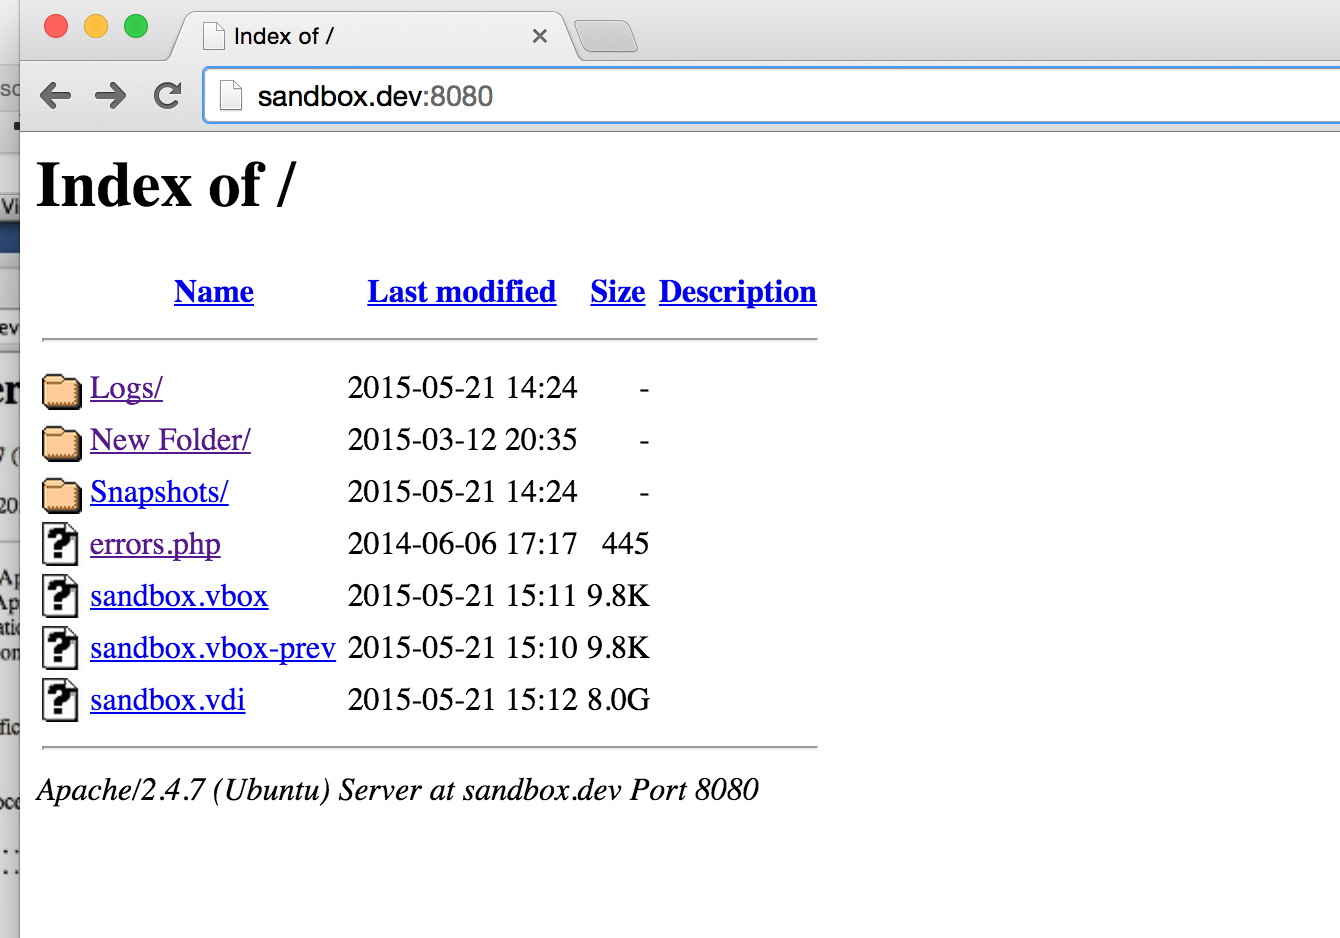 Index of /
sandbox.dev:8080
Index of /
Name Last modified Size Description
Logs/ 2015-05-21 14:24 -
New Folder/ 2015-03-12 20:35 -
Snapshots/ 2015-05-21 14:24 -
errors.php 2014-06-06 17:17 445
sandbox.vbox 2015-05-21 15:11 9.8K
sandbox.vbox-prev 2015-05-21 15:10 9.8K
sandbox.vdi 2015-05-21 15:12 8.0G
Apache/2.4.7 (Ubuntu) Server at sandbox.dev Port 8080